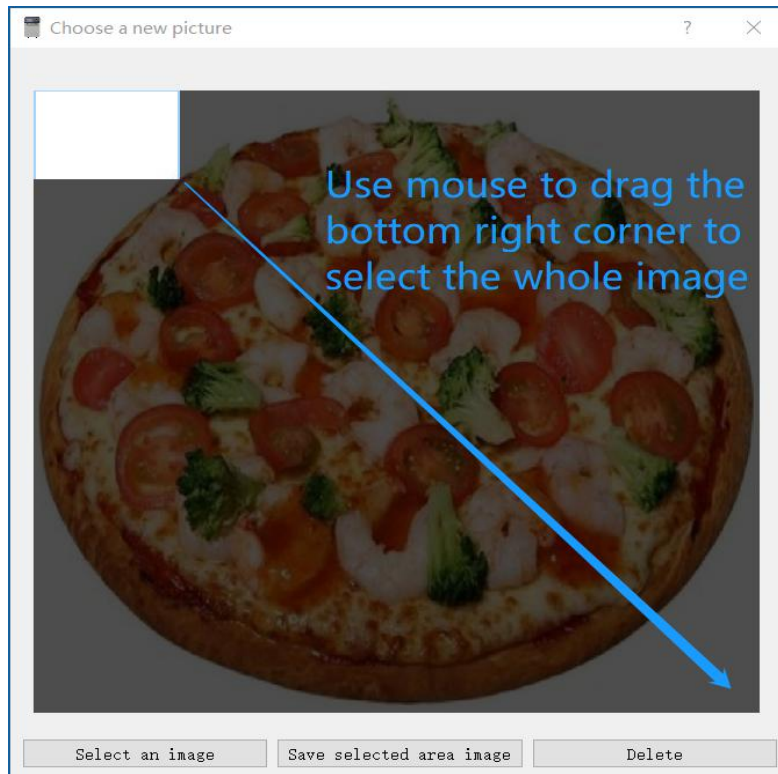 Choose a new picture
Use mouse to drag the
bottom right corner to
select the whole image
Select an image
Save selected area image
Delete